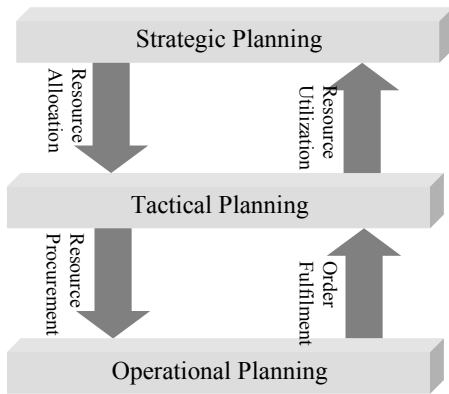 Strategic Planning
Resource
Allocation
Resource
Utilization
Tactical Planning
Resource
Procurement
Order
Fulfilment
Operational Planning